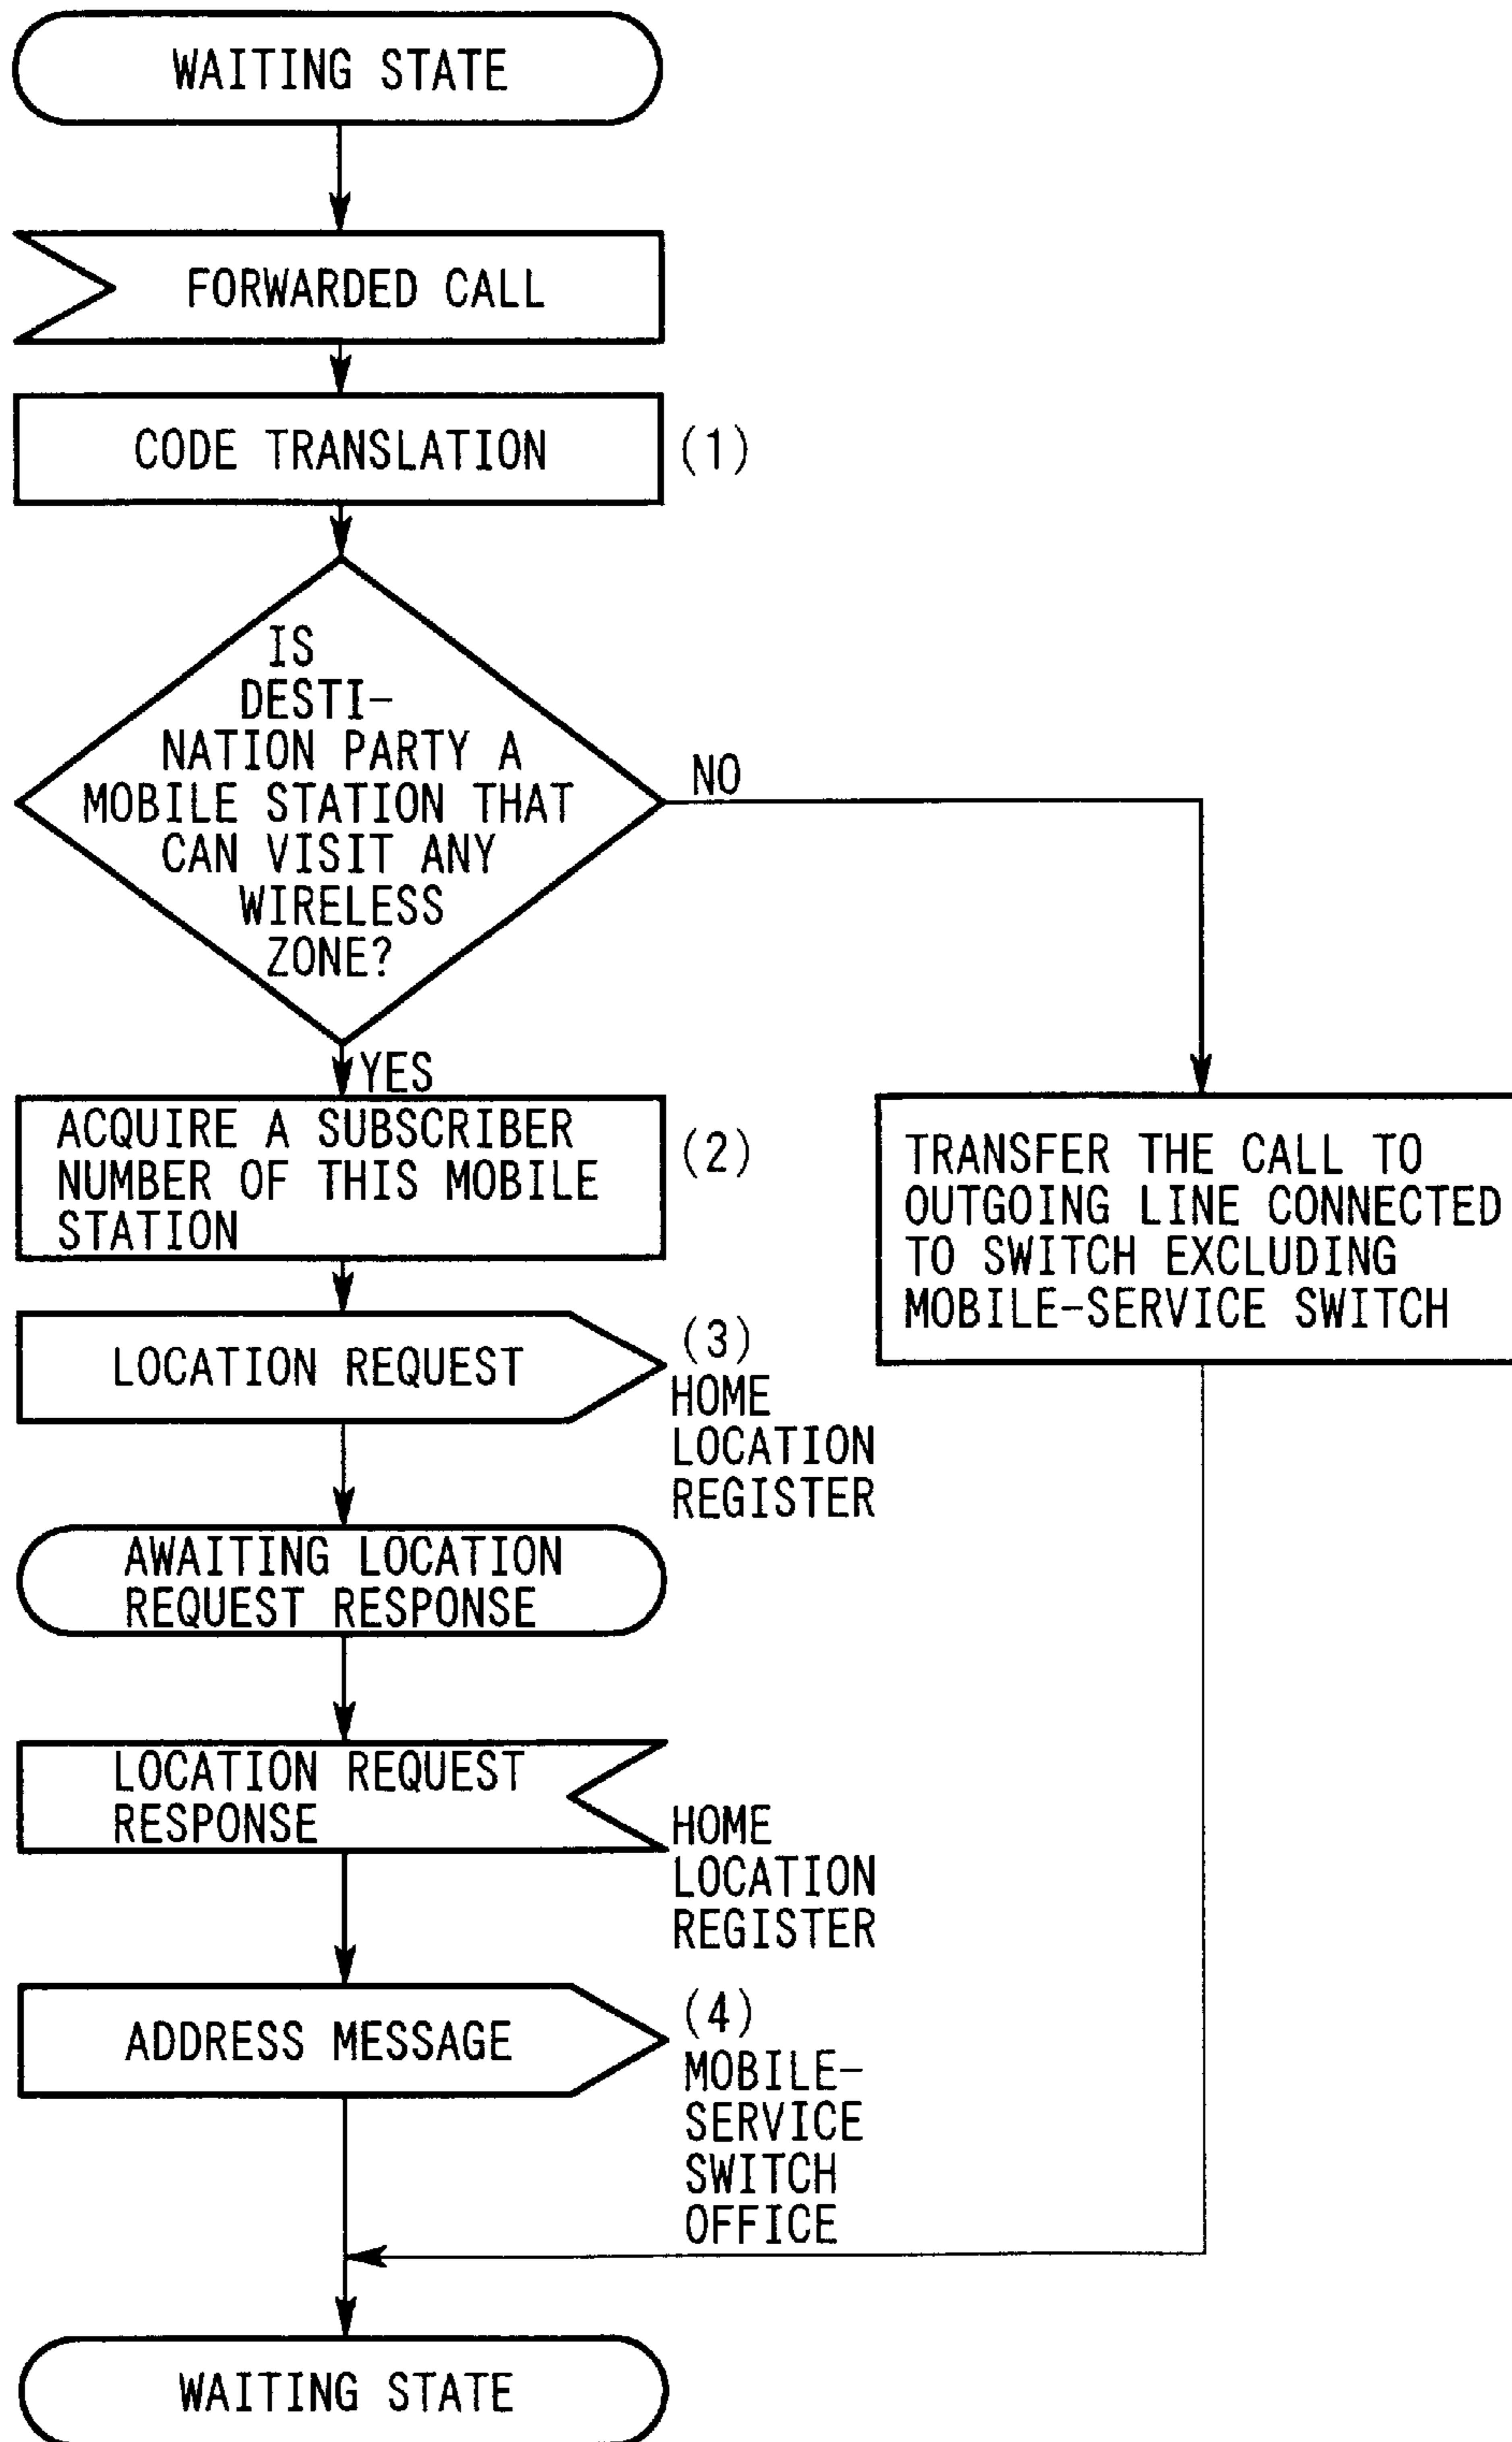 WAITING STATE
FORWARDED CALL
CODE TRANSLATION
(1)
IS
DESTI-
NATION PARTY A
MOBILE STATION THAT
CAN VISIT ANY
WIRELESS
ZONE?
NO
YES
ACQUIRE A SUBSCRIBER
NUMBER OF THIS MOBILE
STATION
(2)
TRANSFER THE CALL TO
OUTGOING LINE CONNECTED
TO SWITCH EXCLUDING
MOBILE-SERVICE SWITCH
LOCATION REQUEST
(3)
HOME
LOCATION
REGISTER
AWAITING LOCATION
REQUEST RESPONSE
LOCATION REQUEST
RESPONSE
HOME
LOCATION
REGISTER
ADDRESS MESSAGE
(4)
MOBILE-
SERVICE
SWITCH
OFFICE
WAITING STATE